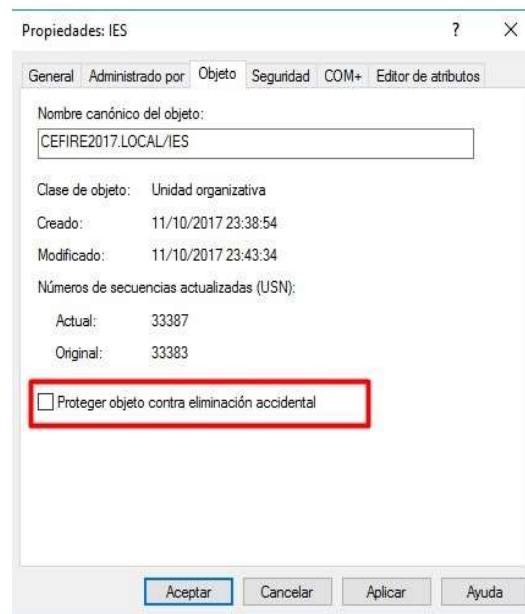 Propiedades: IES ? X
General Administrado por Objeto Seguridad COM+ Editor de atributos
Nombre canónico del objeto:
CEFIRE2017.LOCAL/IES
Clase de objeto: Unidad organizativa
Creado: 11/10/2017 23:38:54
Modificado: 11/10/2017 23:43:34
Números de secuencias actualizadas (USN):
Actual: 33387
Original: 33383
Proteger objeto contra eliminación accidental
Aceptar Cancelar Aplicar Ayuda